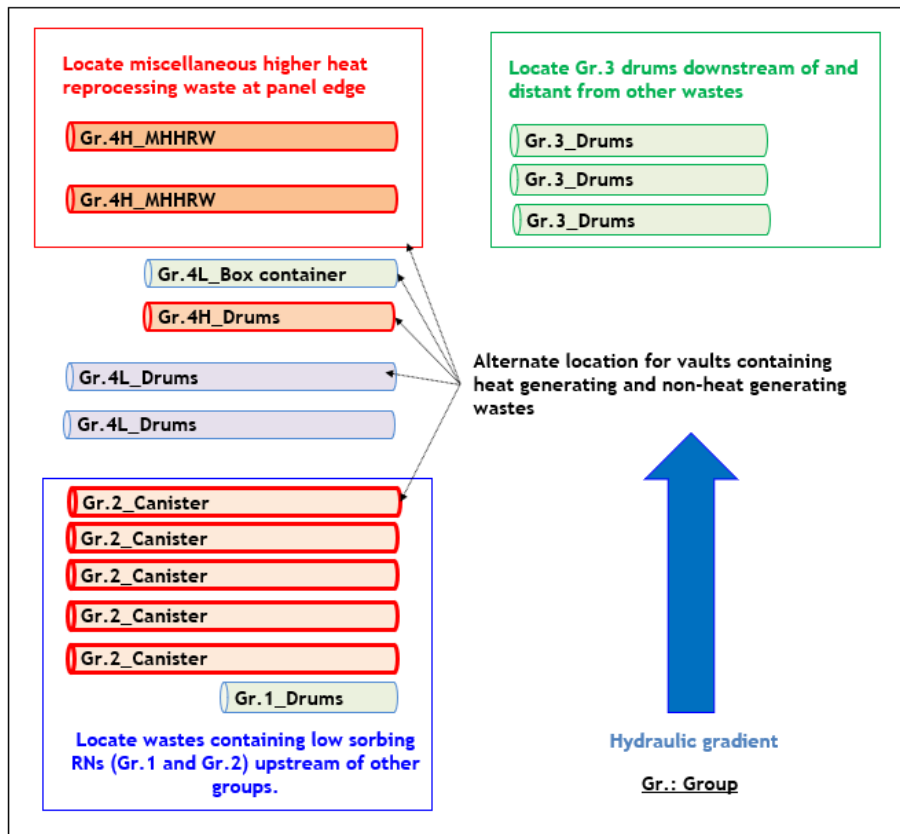 Locate miscellaneous higher heat
reprocessing waste at panel edge
Gr.4H_MHHRW
Gr.4H_MHHRW
Locate Gr.3 drums downstream of and
distant from other wastes
Gr.3_Drums
Gr.3_Drums
Gr.3_Drums
Gr.4L_Box container
Gr.4H_Drums
Gr.4L_Drums
Gr.4L_Drums
Alternate location for vaults containing
heat generating and non-heat generating
wastes
Gr.2_Canister
Gr.2_Canister
Gr.2_Canister
Gr.2_Canister
Gr.2_Canister
Gr.1_Drums
Locate wastes containing low sorbing
RNs (Gr.1 and Gr.2) upstream of other
groups.
Hydraulic gradient
Gr.: Group